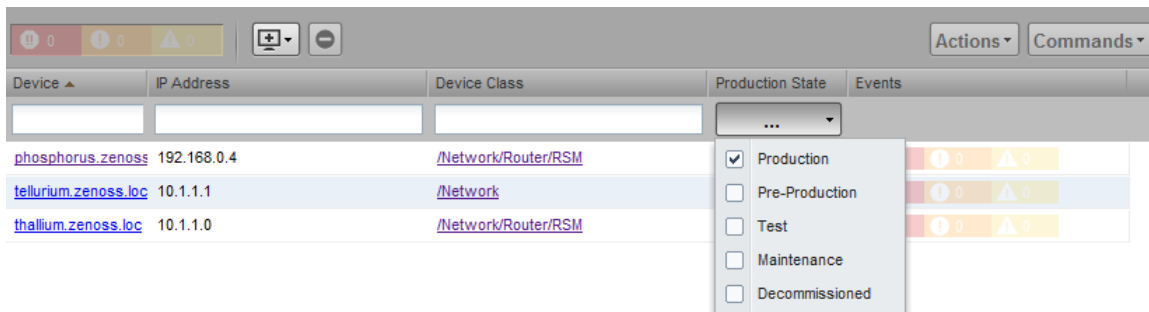 0 0 0 Actions Commands
Device IP Address Device Class Production State Events
...
phosphorus.zenoss 192.168.0.4 /Network/Router/RSM Production 0 0
tellurium.zenoss.loc 10.1.1.1 /Network Pre-Production 0 0
thallium.zenoss.loc 10.1.1.0 /Network/Router/RSM Test 0 0
Maintenance
Decommissioned